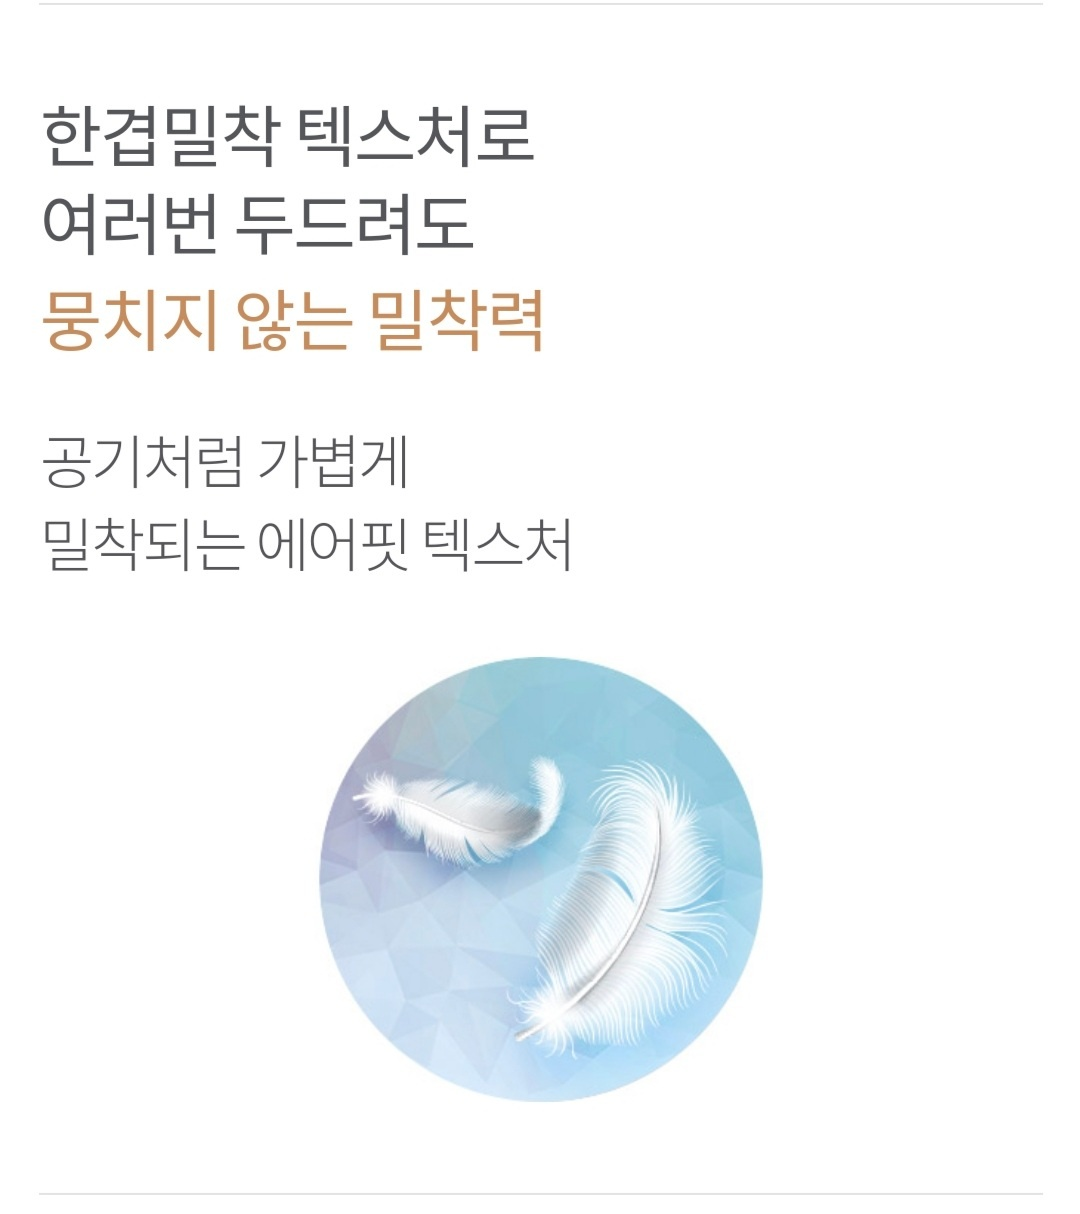 한겹밀착 텍스처로
여러번 두드려도
뭉치지 않는 밀착력
공기처럼 가볍게
밀착되는 에어핏 텍스처